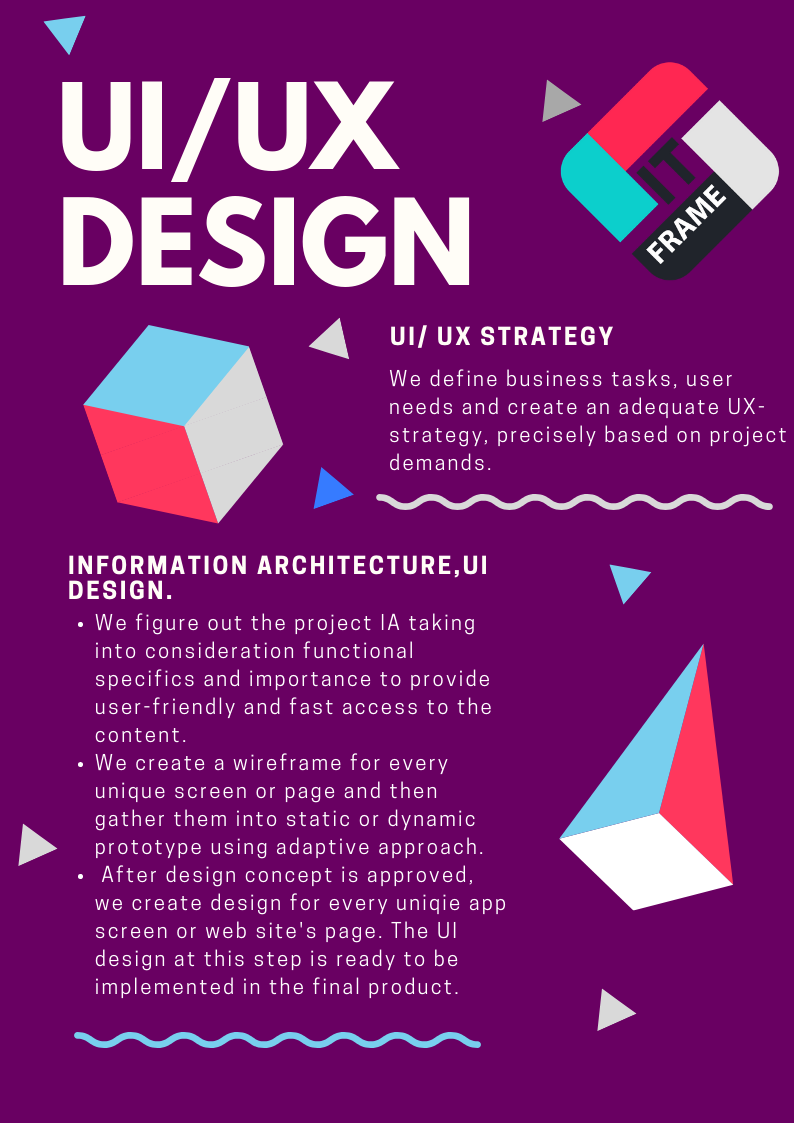 UI/UX
DESIGN
IT
FRAME
UI/ UX STRATEGY
We define business tasks, user
needs and create an adequate UX-
strategy, precisely based on project
demands.
INFORMATION ARCHITECTURE,UI
DESIGN.
• We figure out the project IA taking
into consideration functional
specifics and importance to provide
user-friendly and fast access to the
content.
• We create a wireframe for every
unique screen or page and then
gather them into static or dynamic
prototype using adaptive approach.
• After design concept is approved,
we create design for every uniqie app
screen or web site's page. The UI
design at this step is ready to be
implemented in the final product.